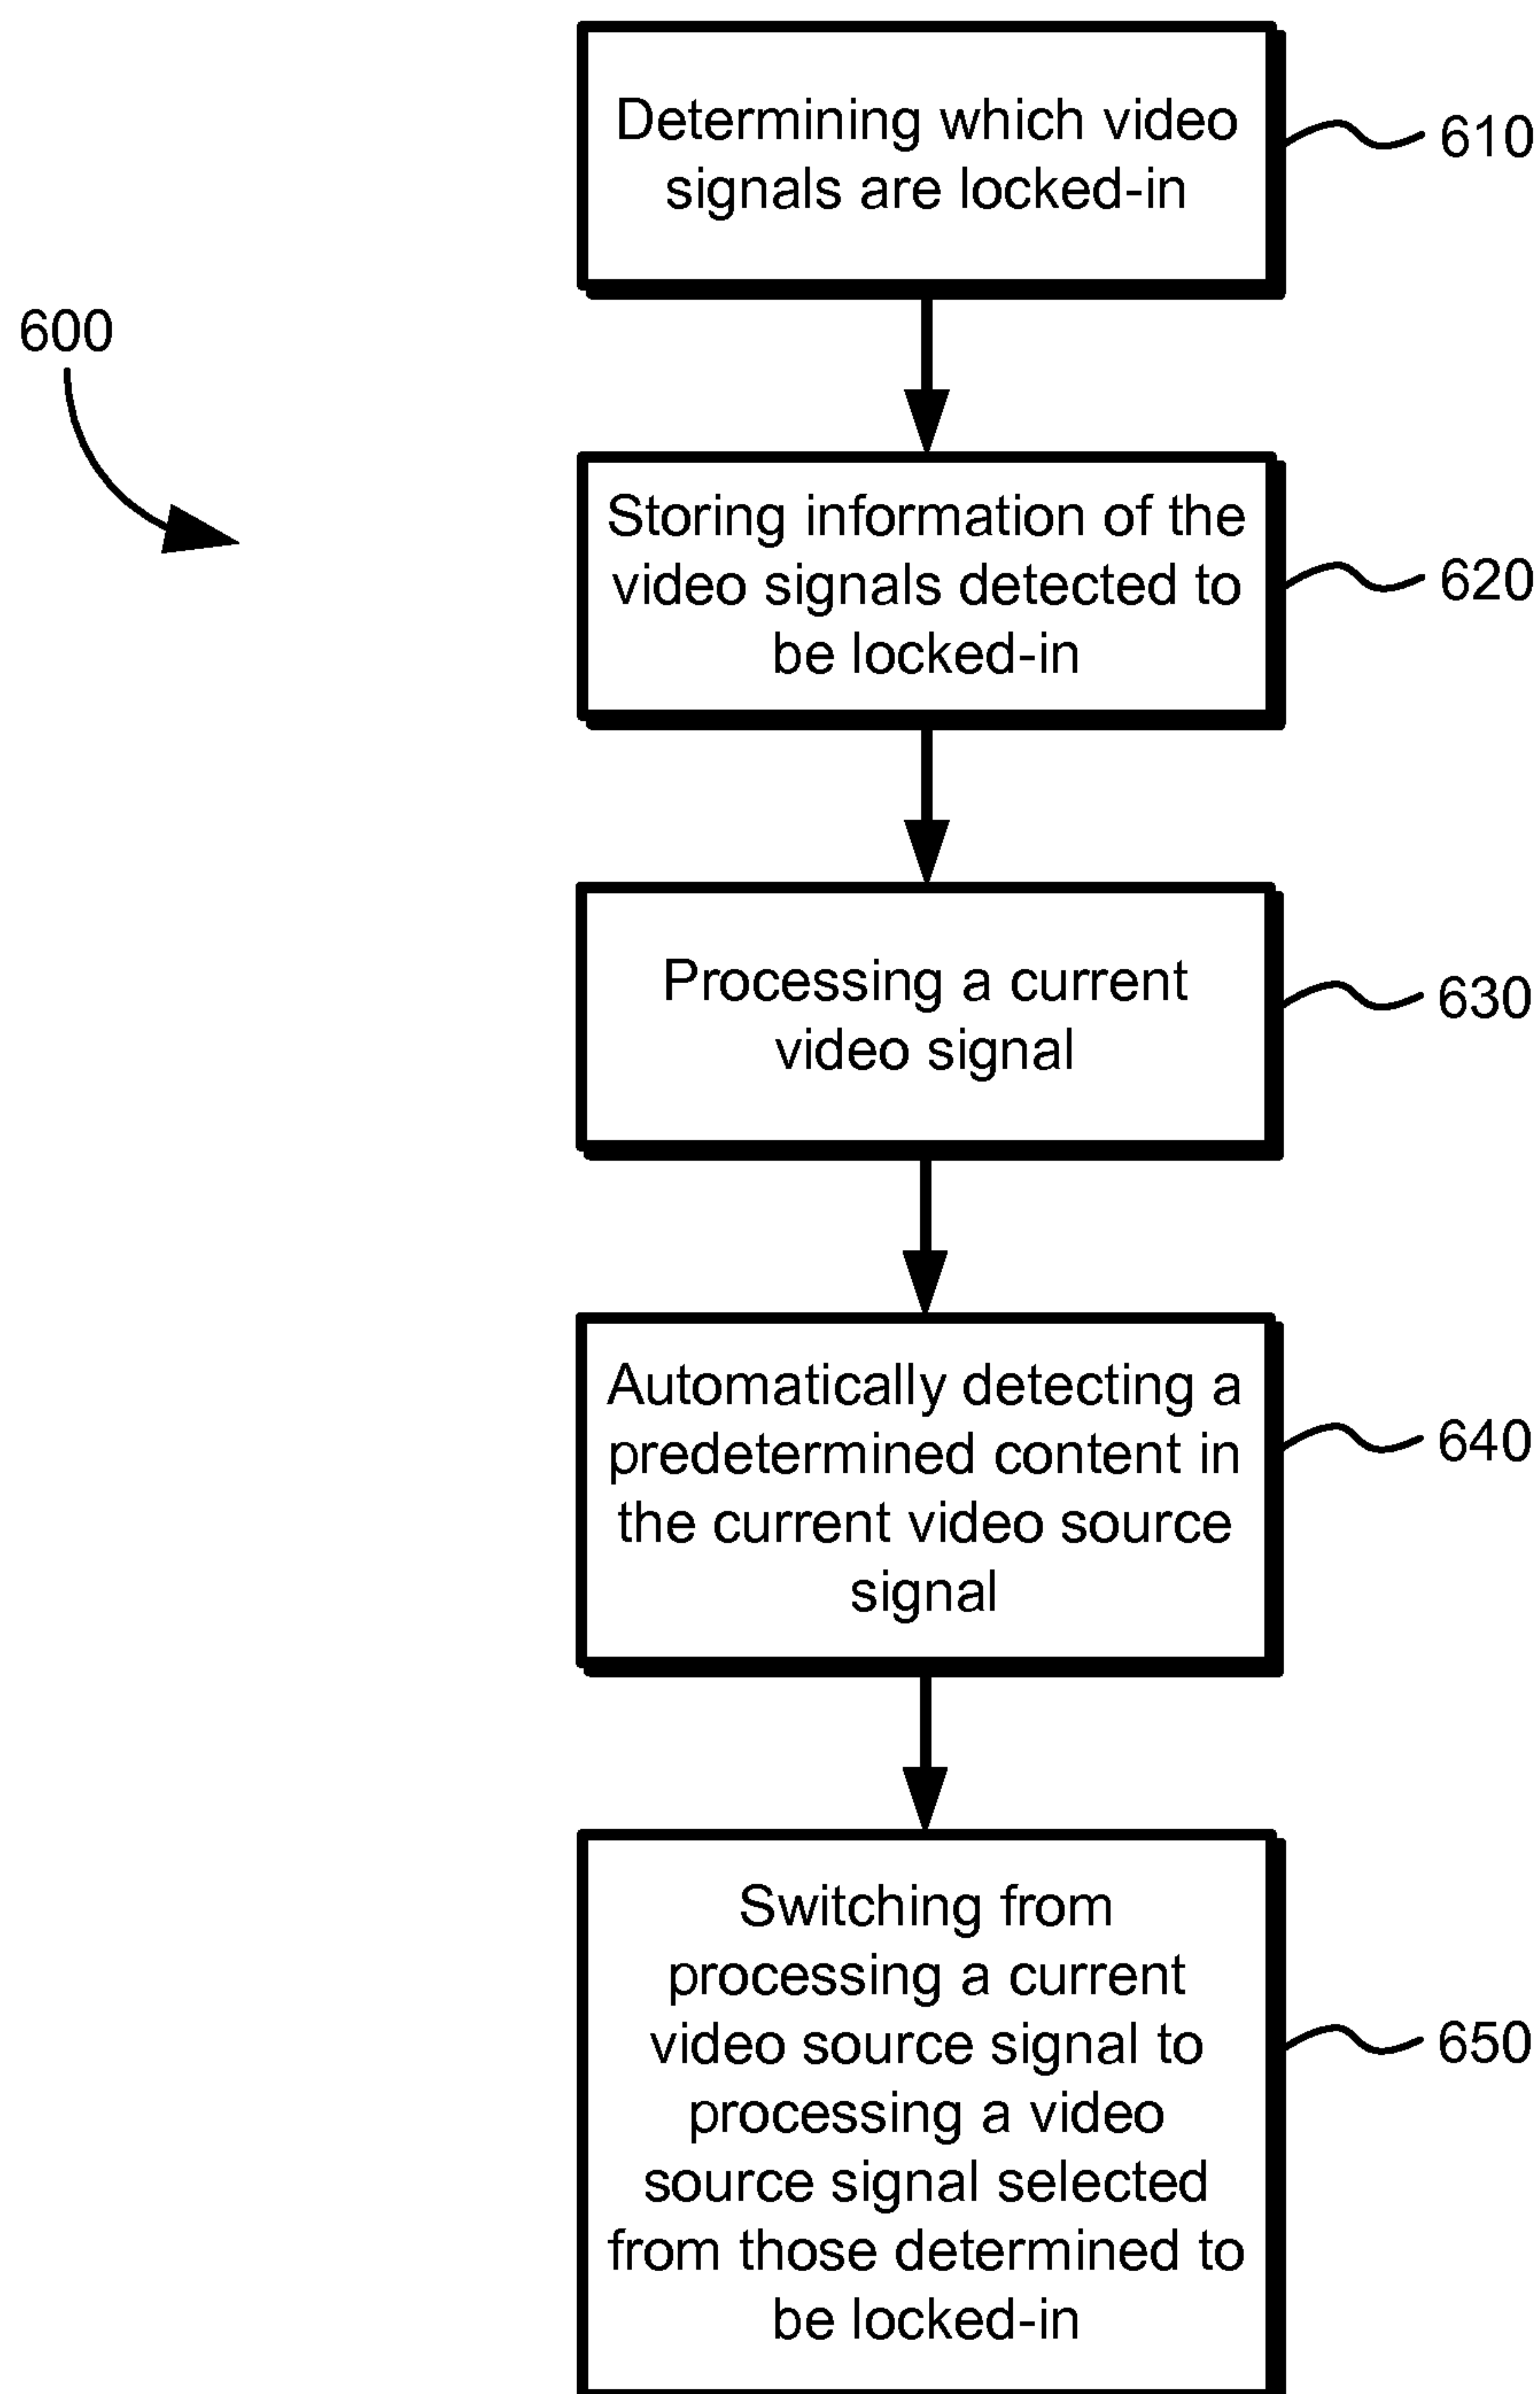 Determining which video
signals are locked-in
610
600
Storing information of the
video signals detected to
be locked-in
620
Processing a current
video signal
630
Automatically detecting a
predetermined content in
the current video source
signal
640
Switching from
processing a current
video source signal to
processing a video
source signal selected
from those determined to
be locked-in
650